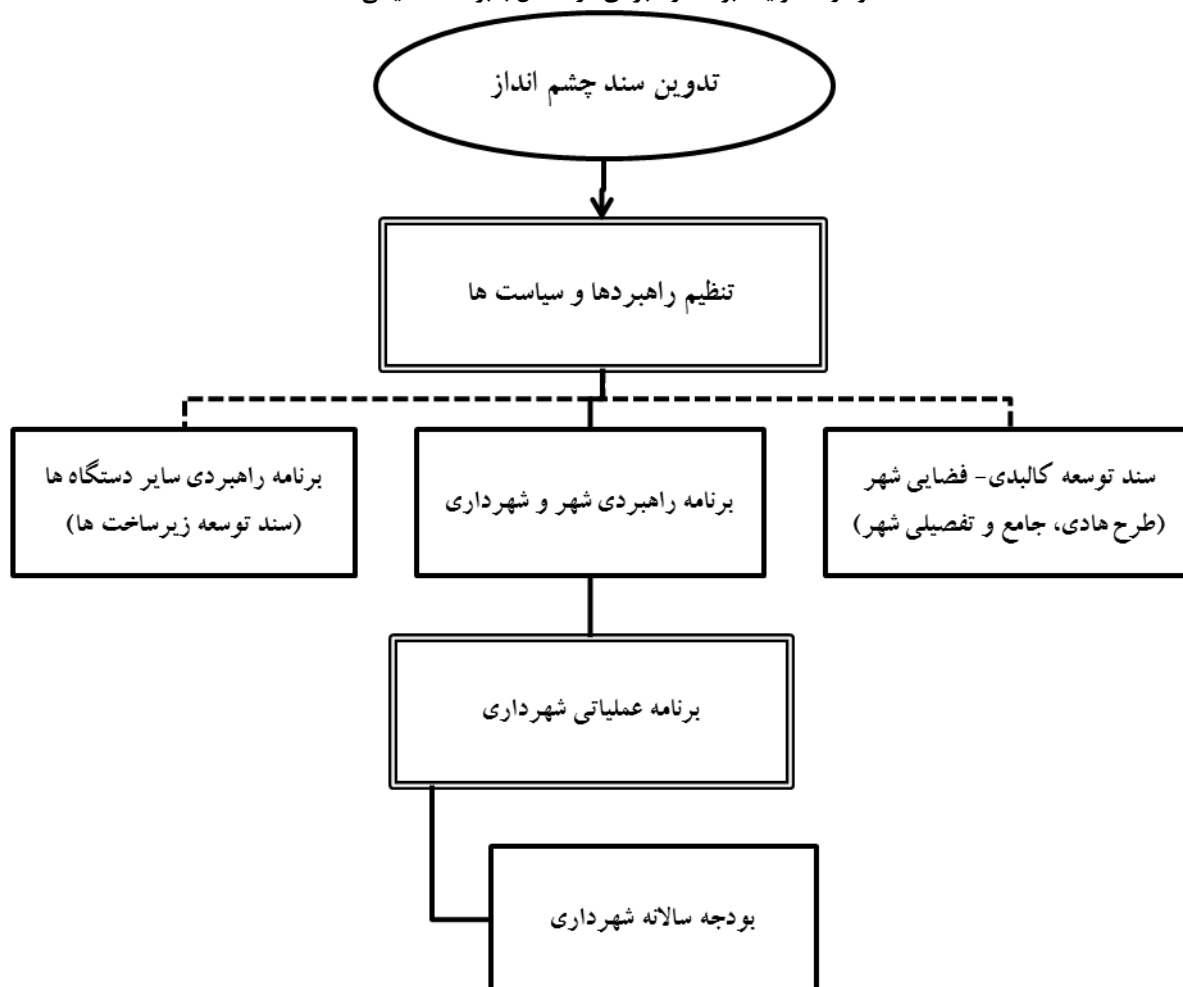 تدوین سند چشم انداز
تنظیم راهبردها و سیاست ها
سند توسعه کالبدی- فضایی شهر
(طرح هادی، جامع و تفصیلی شهر)
برنامه راهبردی شهر و شهرداری
برنامه راهبردی سایر دستگاه ها
(سند توسعه زیرساخت ها)
برنامه عملیاتی شهرداری
بودجه سالانه شهرداری